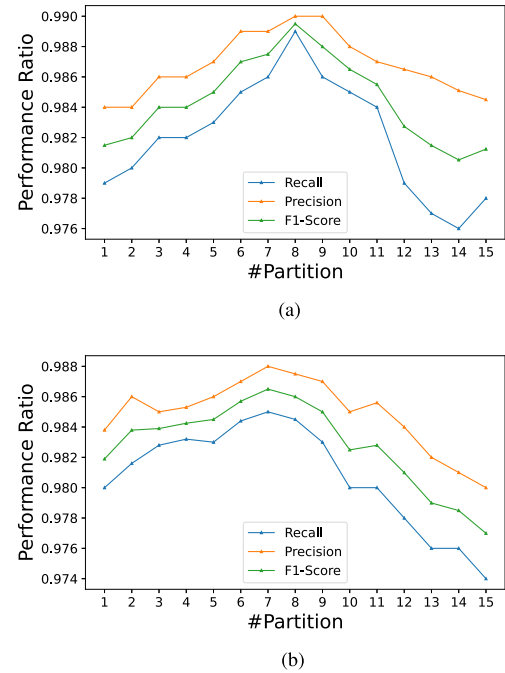 0.990
0.988
0.986
0.984
0.982
0.980
0.978
0.976
Performance Ratio
Recall
Precision
F1-Score
1 2 3 4 5 6 7 8 9 10 11 12 13 14 15
#Partition
(a)
0.988
0.986
0.984
0.982
0.980
0.978
0.976
0.974
Performance Ratio
Recall
Precision
F1-Score
1 2 3 4 5 6 7 8 9 10 11 12 13 14 15
#Partition
(b)